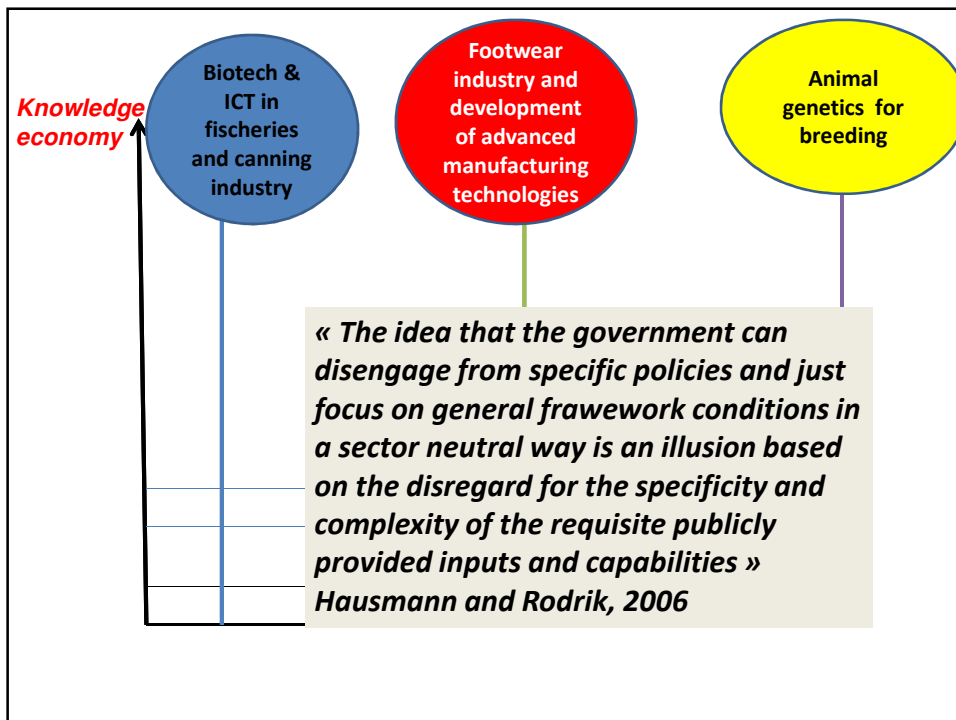 Knowledge
economy
Biotech &
ICT in
fischeries
and canning
industry
Footwear
industry and
development
of advanced
manufacturing
technologies
Animal
genetics for
breeding
« The idea that the government can
disengage from specific policies and just
focus on general frawework conditions in
a sector neutral way is an illusion based
on the disregard for the specificity and
complexity of the requisite publicly
provided inputs and capabilities »
Hausmann and Rodrik, 2006